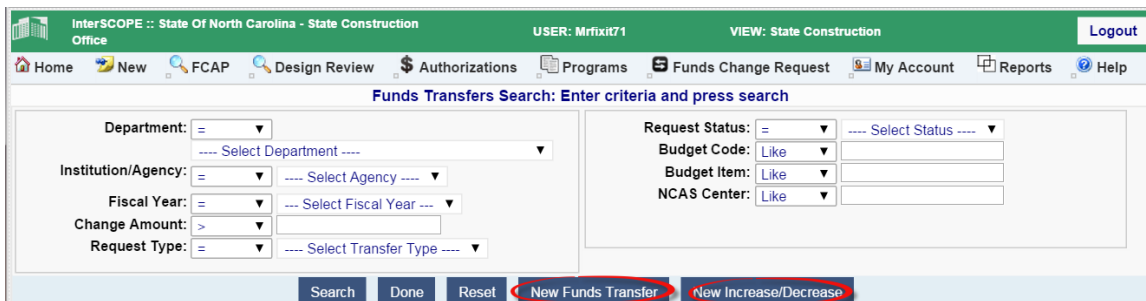 InterSCOPE :: State Of North Carolina - State Construction
Office
USER: Mrfixit71
VIEW: State Construction
Logout
Home New FCAP Design Review Authorizations Programs Funds Change Request My Account Reports Help
Funds Transfers Search: Enter criteria and press search
Department: =
---- Select Department ----
Institution/Agency: = ---- Select Agency ----
Fiscal Year: = --- Select Fiscal Year ---
Change Amount: >
Request Type: = ---- Select Transfer Type ----
Request Status: = ---- Select Status ----
Budget Code: Like
Budget Item: Like
NCAS Center: Like
Search Done Reset New Funds Transfer New Increase/Decrease